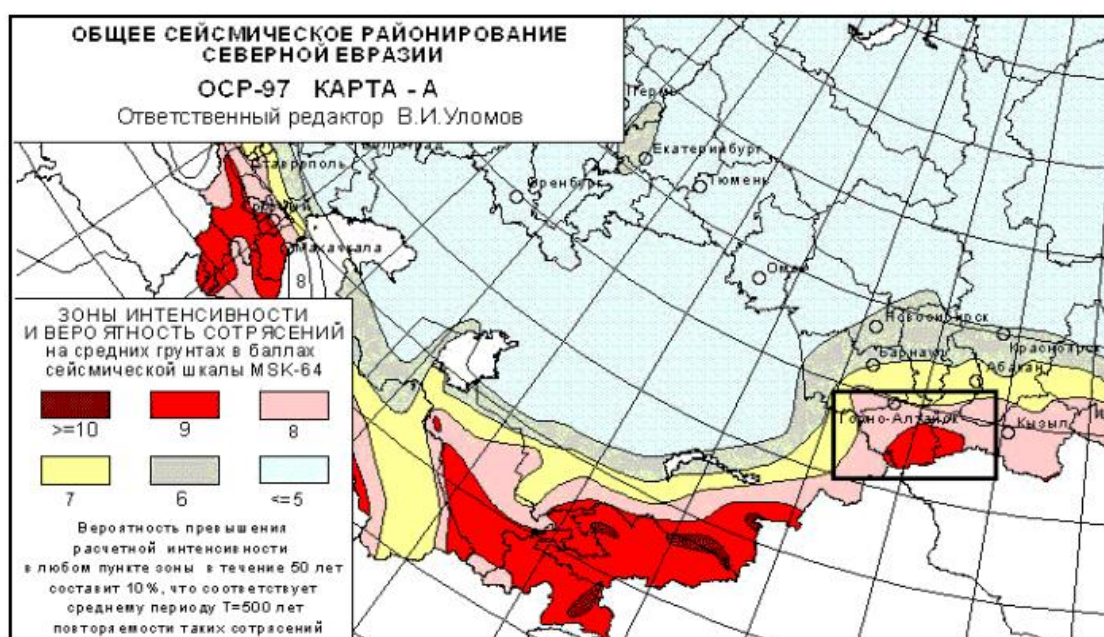 ОБЩЕЕ СЕЙСМИЧЕСКОЕ РАЙОНИРОВАНИЕ
СЕВЕРНОЙ ЕВРАЗИИ
ОСР-97 КАРТА - А
Ответственный редактор В.И.Уломов
Пермь
Екатеринбург
Тюмень
Оренбург
Ставрополь
Махачкала
8
Омск
Новосибирск
Красноярск
Барнаул
Абакан
Горно-Алтайск
Кызыл
ЗОНЫ ИНТЕНСИВНОСТИ
И ВЕРОЯТНОСТЬ СОТРЯСЕНИЙ
на средних грунтах в баллах
сейсмической шкалы MSK-64
>=10 9 8
7 6 <=5
Вероятность превышения
расчетной интенсивности
в любом пункте зоны в течение 50 лет
составит 10%, что соответствует
среднему периоду Т=500 лет
повторяемости таких сотрясений